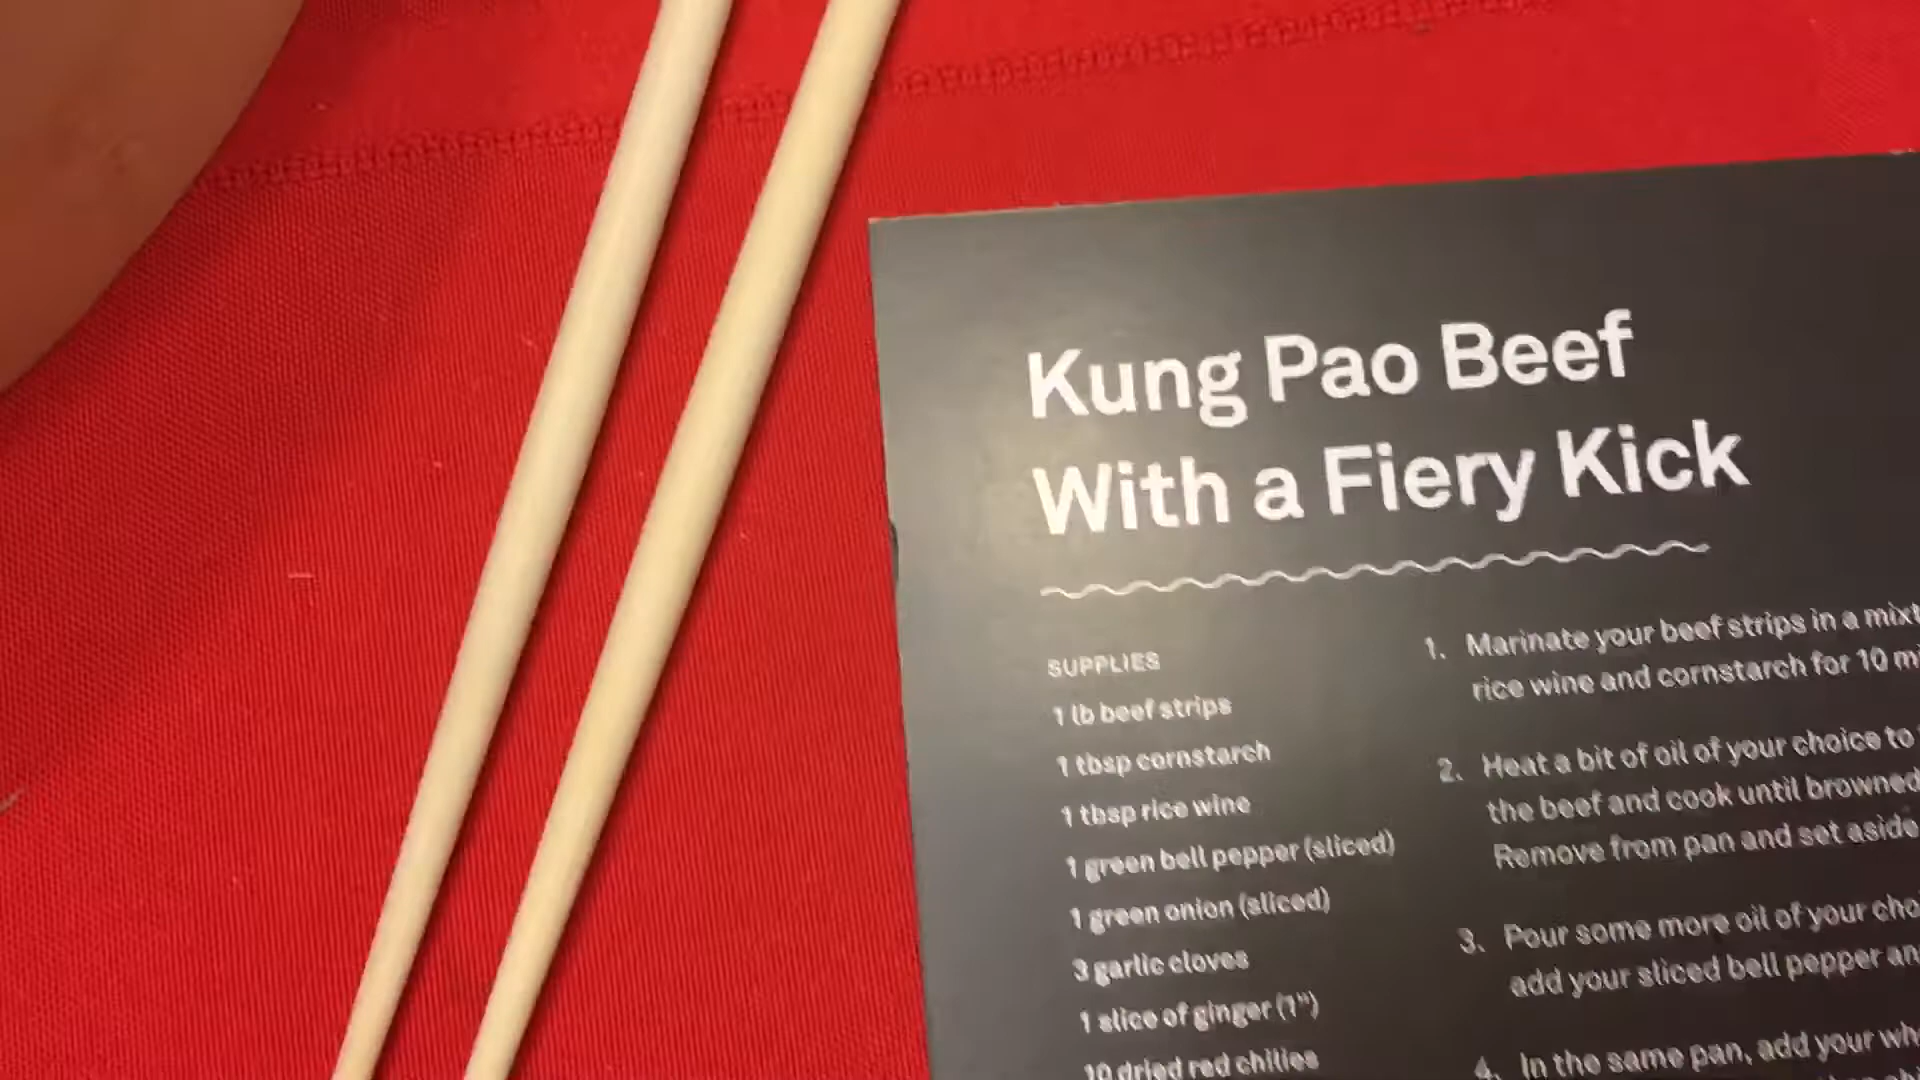 Kung Pao Beef
With a Fiery Kick
SUPPLIES
1 lb beef strips
1 tbsp cornstarch
1 tbsp rice wine
1 green bell pepper (sliced)
1 green onion (sliced)
3 garlic cloves
1 slice of ginger (1")
10 dried red chilies
1. Marinate your beef strips in a
rice wine and cornstarch for 10
2. Heat a bit of oil of your choice to
the beef and cook until browned
Remove from pan and set aside
3. Pour some more oil of your
add your sliced bell pepper
4. In the same pan, add your